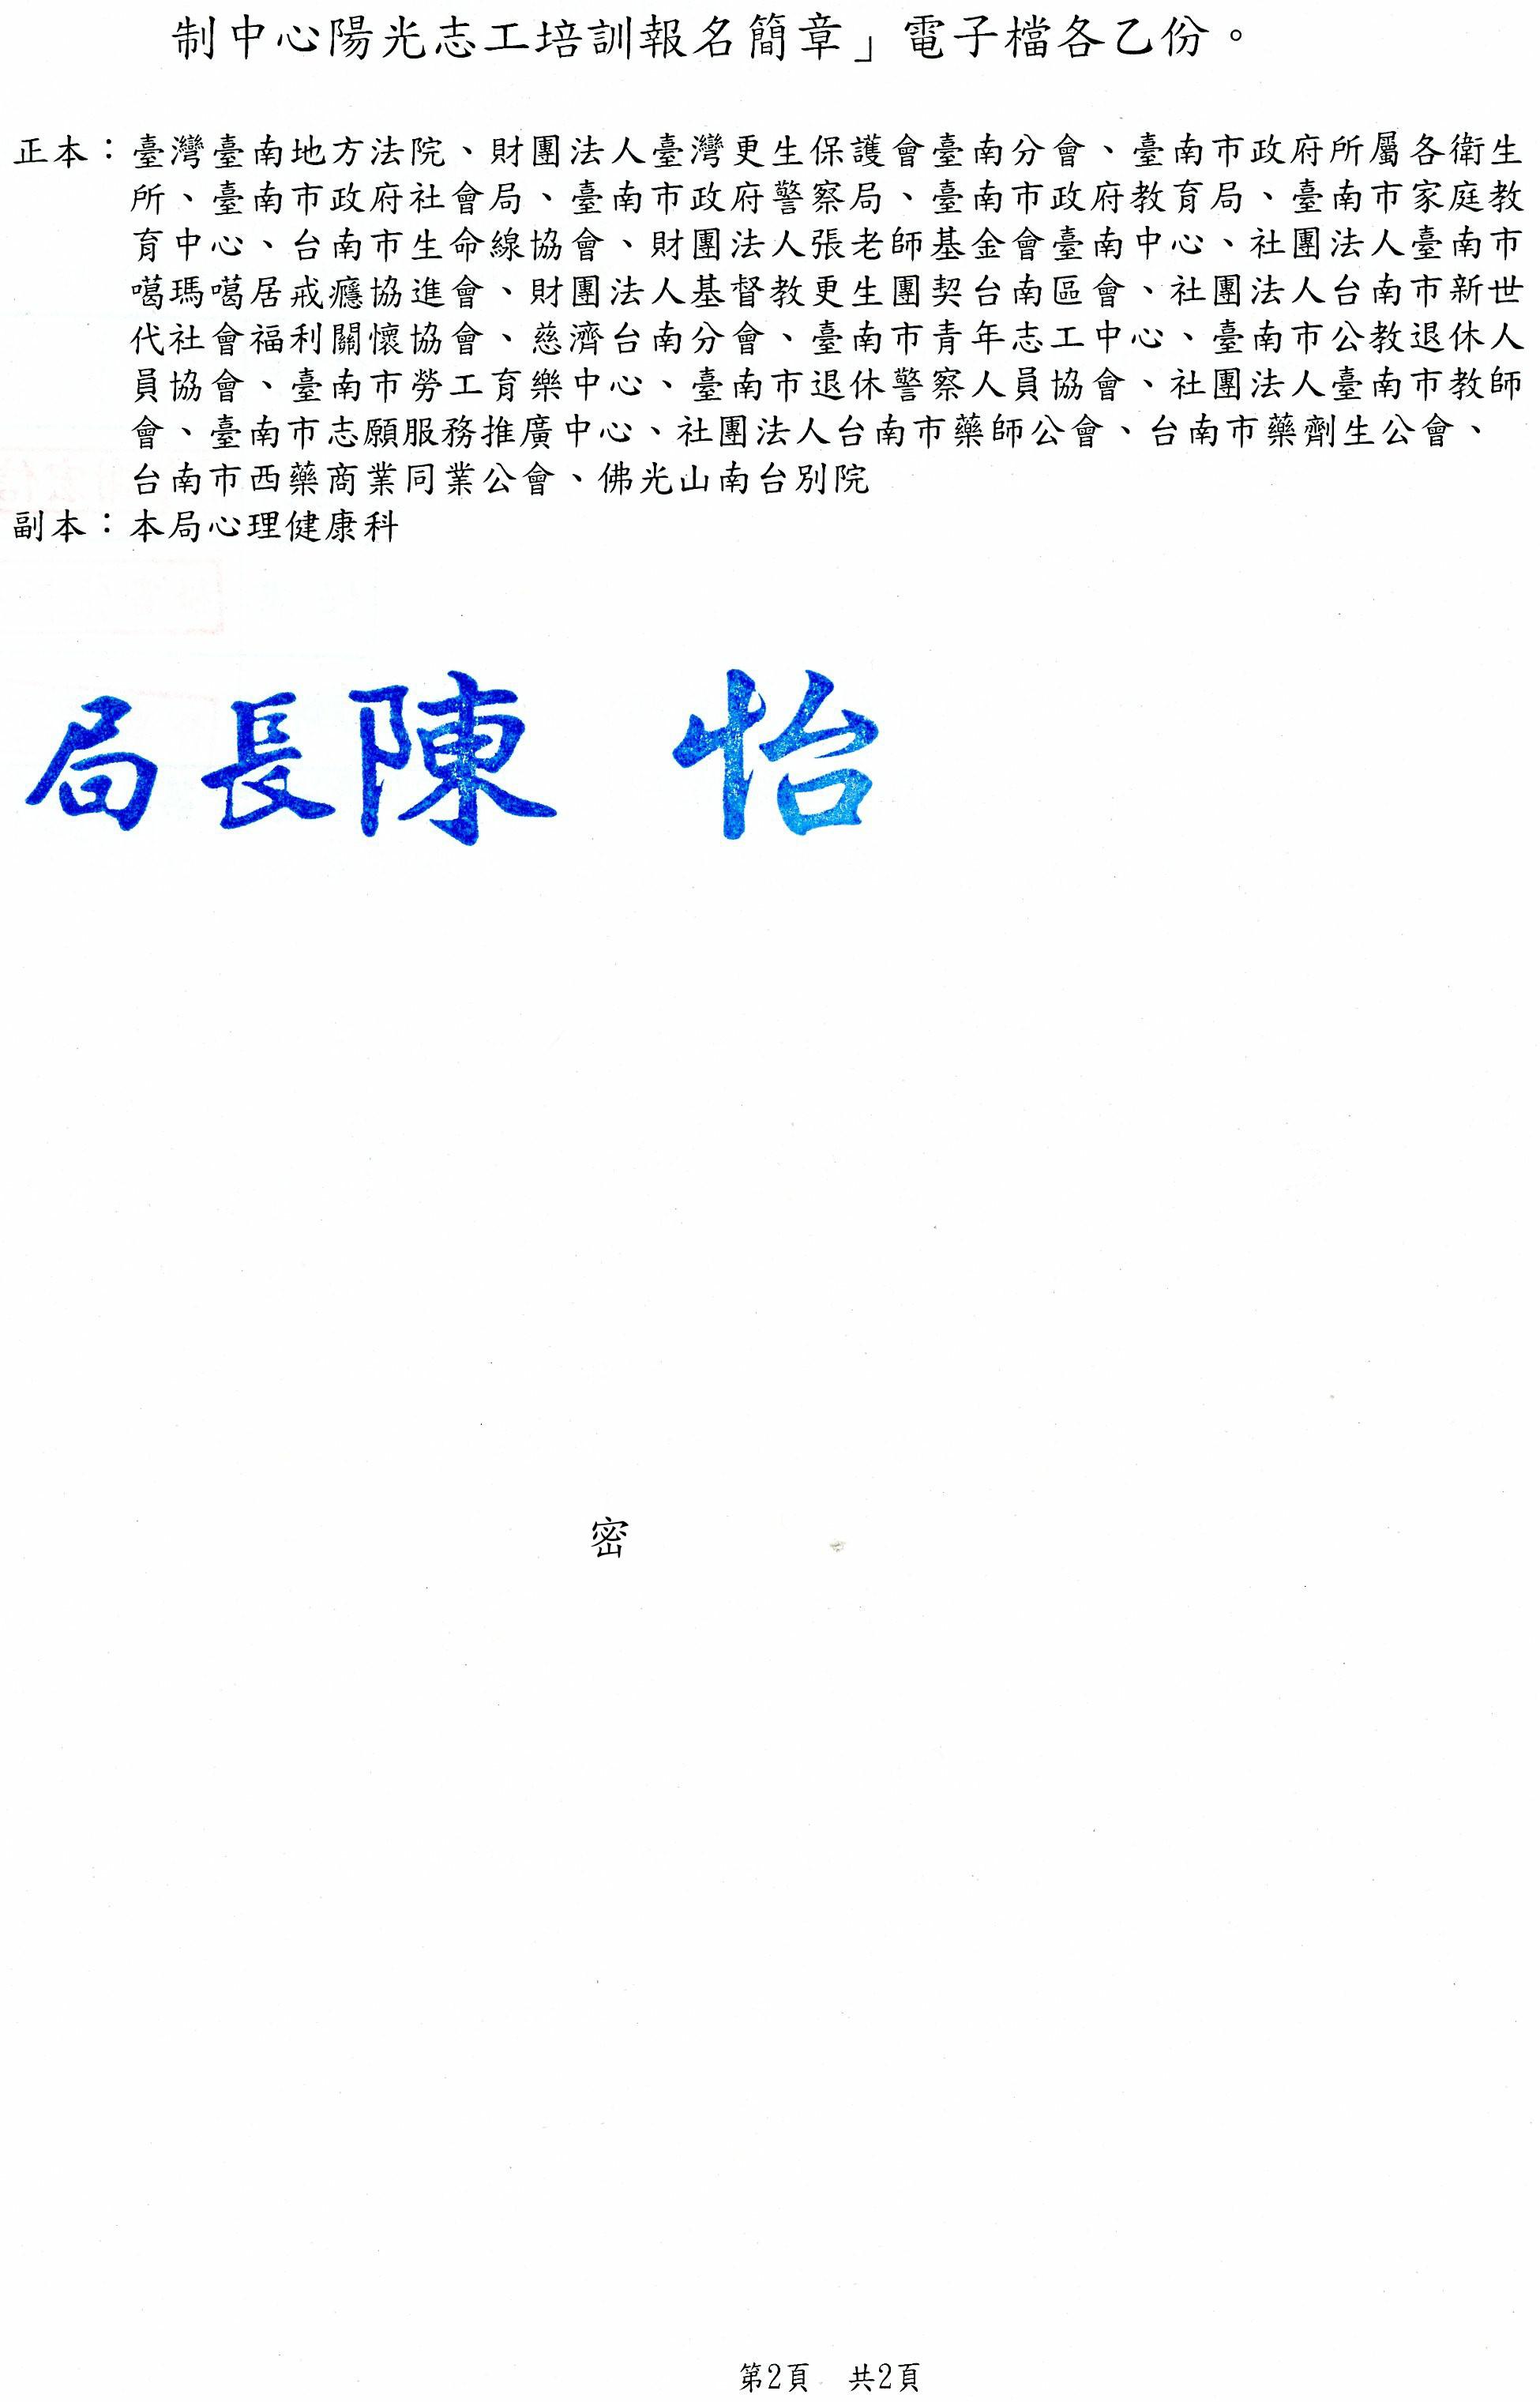 制中心陽光志工培訓報名簡章」電子檔各乙份。
正本：臺灣臺南地方法院、財團法人臺灣更生保護會臺南分會、臺南市政府所屬各衛生
所、臺南市政府社會局、臺南市政府警察局、臺南市政府教育局、臺南市家庭教
育中心、台南市生命線協會、財團法人張老師基金會臺南中心、社團法人臺南市
噶瑪噶居戒癮協進會、財團法人基督教更生團契台南區會、社團法人台南市新世
代社會福利關懷協會、慈濟台南分會、臺南市青年志工中心、臺南市公教退休人
員協會、臺南市勞工育樂中心、臺南市退休警察人員協會、社團法人臺南市教師
會、臺南市志願服務推廣中心、社團法人台南市藥師公會、台南市藥劑生公會、
台南市西藥商業同業公會、佛光山南台別院
副本：本局心理健康科
局長陳 怡
密
第2頁 共2頁